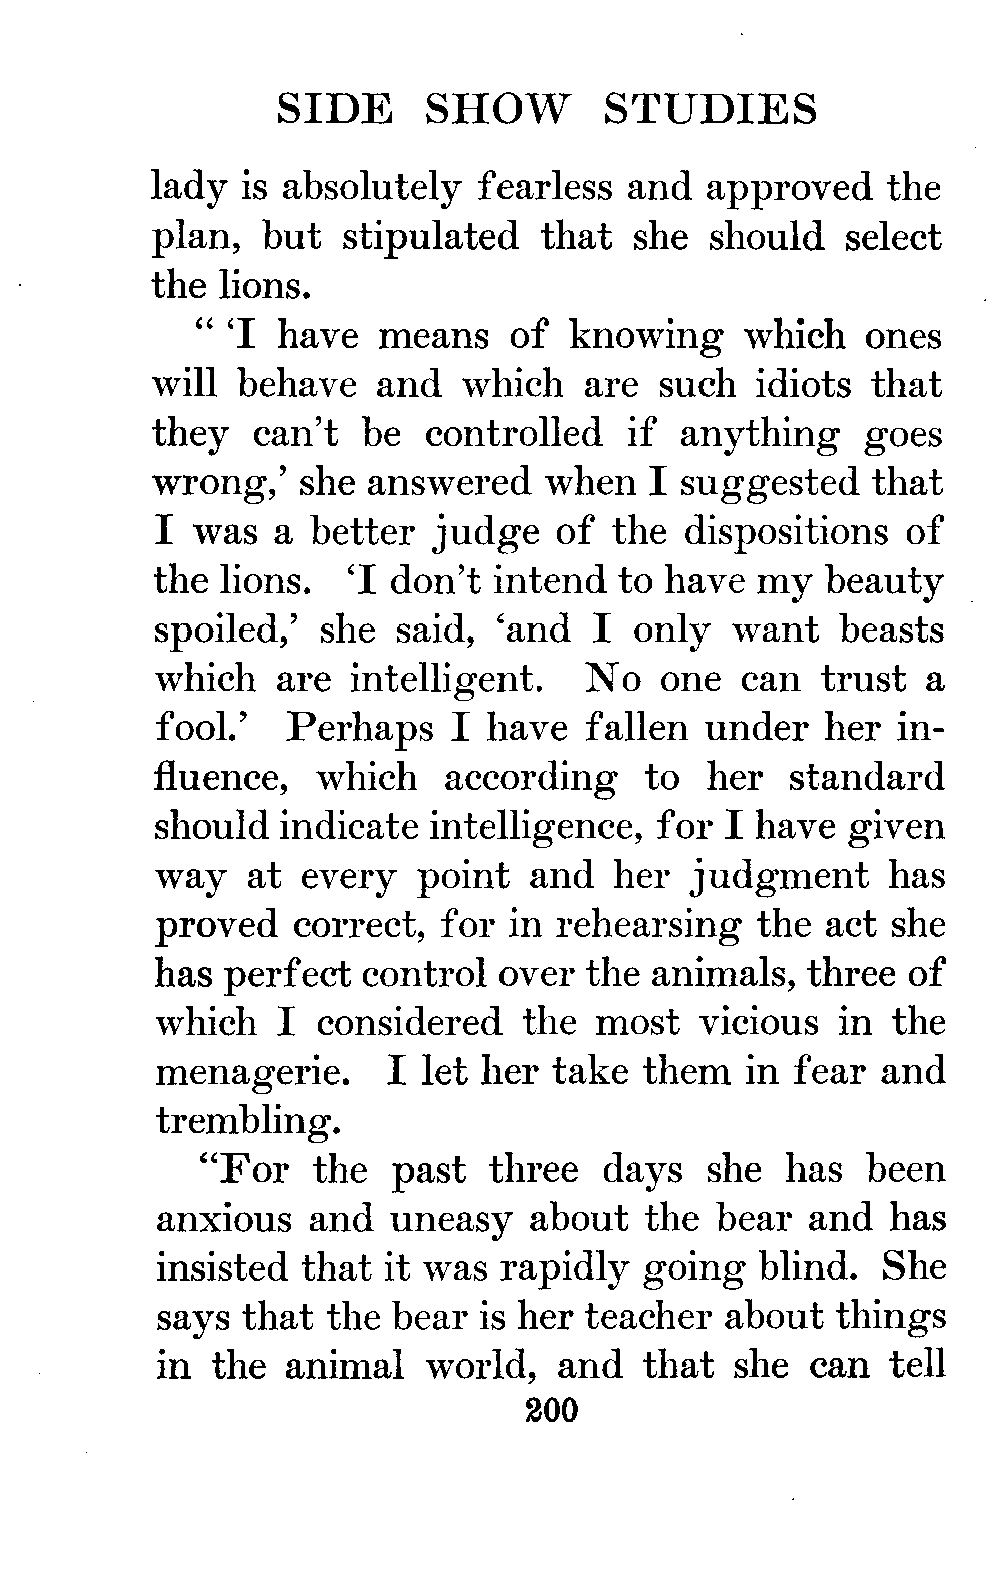 SIDE SHOW STUDIES
lady is absolutely fearless and approved the
plan, but stipulated that she should select
the lions.
“ ‘I have means of knowing which ones
will behave and which are such idiots that
they can’t be controlled if anything goes
wrong,’ she answered when I suggested that
I was a better judge of the dispositions of
the lions. ‘I don’t intend to have my beauty
spoiled,’ she said, ‘and I only want beasts
which are intelligent. No one can trust a
fool.’ Perhaps I have fallen under her in-
fluence, which according to her standard
should indicate intelligence, for I have given
way at every point and her judgment has
proved correct, for in rehearsing the act she
has perfect control over the animals, three of
which I considered the most vicious in the
menagerie. I let her take them in fear and
trembling.
“For the past three days she has been
anxious and uneasy about the bear and has
insisted that it was rapidly going blind. She
says that the bear is her teacher about things
in the animal world, and that she can tell
200